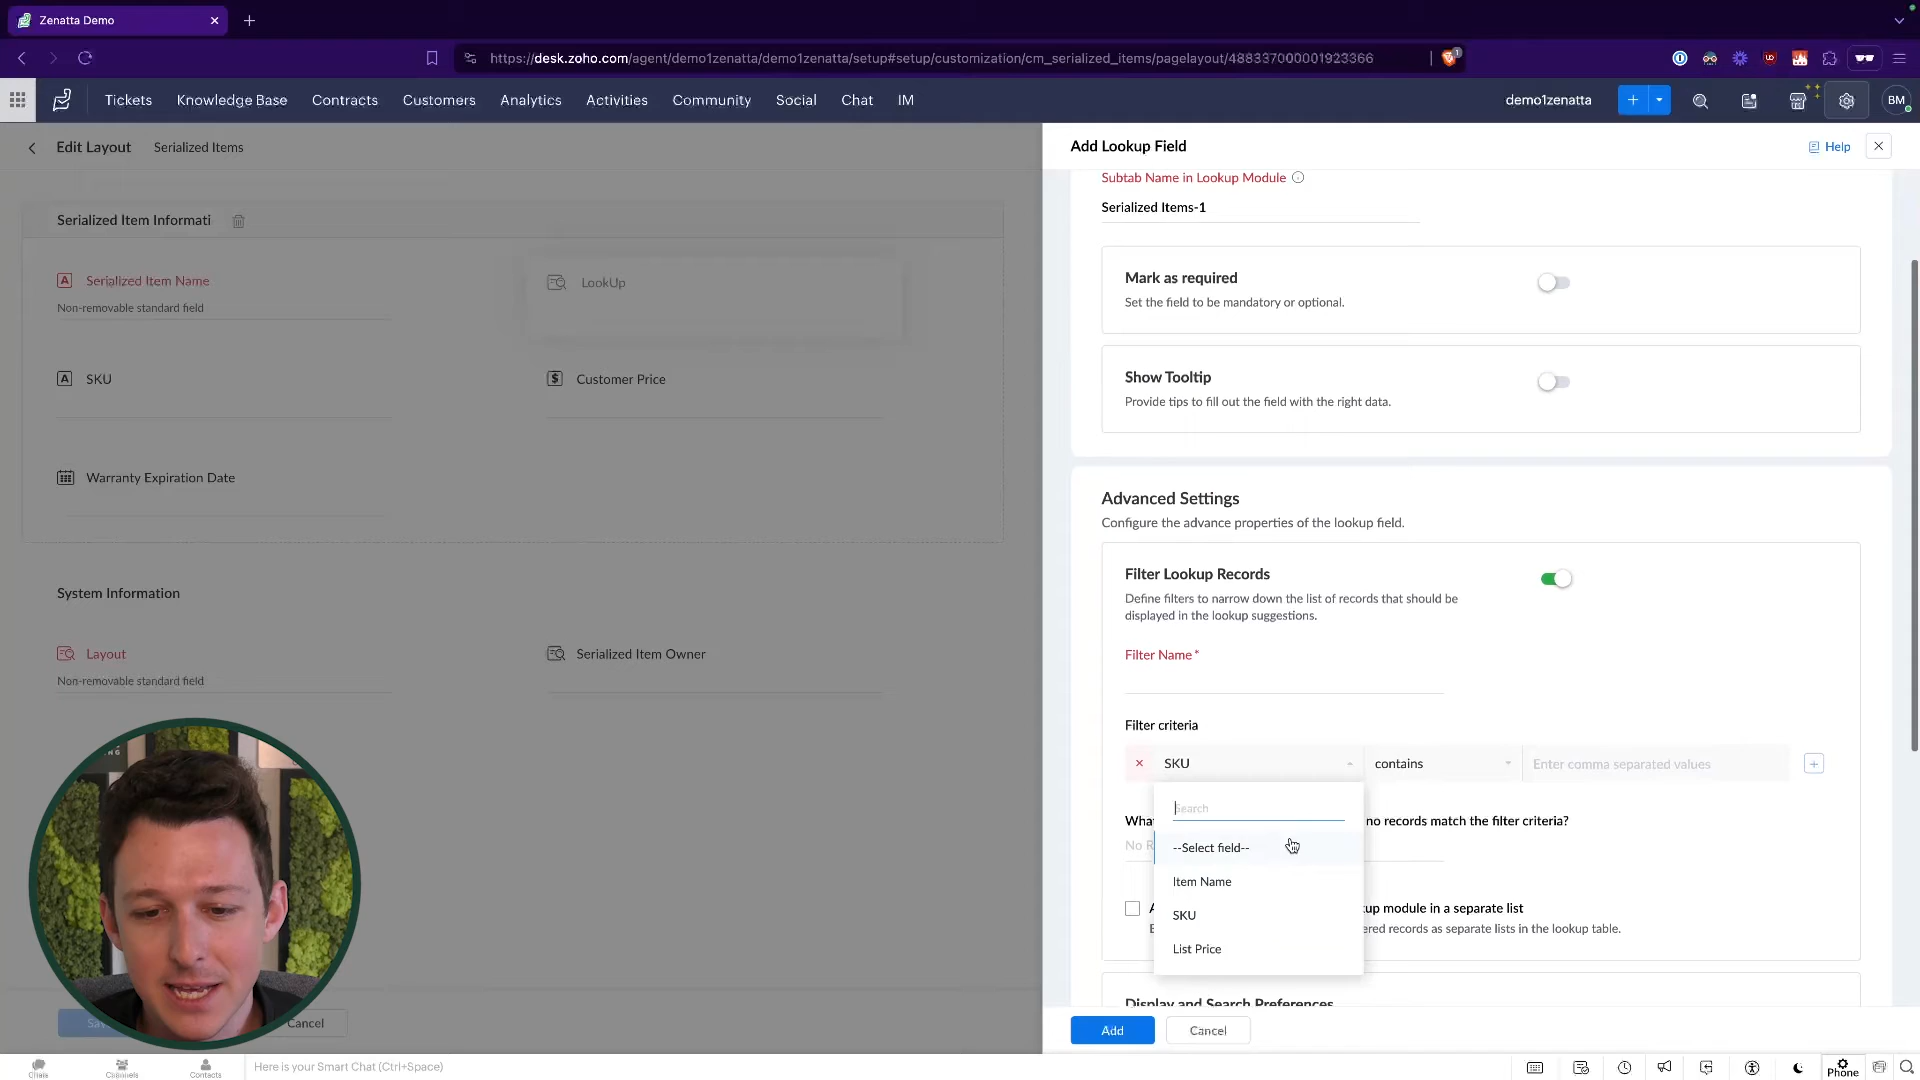 Zenatta Demo
https://desk.zoho.com/agent/demo1zenatta/demo1zenatta/setup#setup/customization/cm_serialized_items/pagelayout/488337000001923366
1
Tickets
Knowledge Base
Contracts
Customers
Analytics
Activities
Community
Social
Chat
IM
demo1zenatta
BM
Edit Layout
Serialized Items
Serialized Item Informati
Serialized Item Name
Non-removable standard field
LookUp
SKU
Customer Price
Warranty Expiration Date
System Information
Layout
Non-removable standard field
Serialized Item Owner
Cancel
Add Lookup Field
Help
Subtab Name in Lookup Module
Serialized Items-1
Mark as required
Set the field to be mandatory or optional.
Show Tooltip
Provide tips to fill out the field with the right data.
Advanced Settings
Configure the advance properties of the lookup field.
Filter Lookup Records
Define filters to narrow down the list of records that should be
displayed in the lookup suggestions.
Filter Name*
Filter criteria
SKU
contains
Enter comma separated values
Search
no records match the filter criteria?
--Select field--
Item Name
SKU
module in a separate list
records as separate lists in the lookup table.
List Price
Display and Search Preferences
Add
Cancel
Chats
Channels
Contacts
Here is your Smart Chat (Ctrl+Space)
Phone